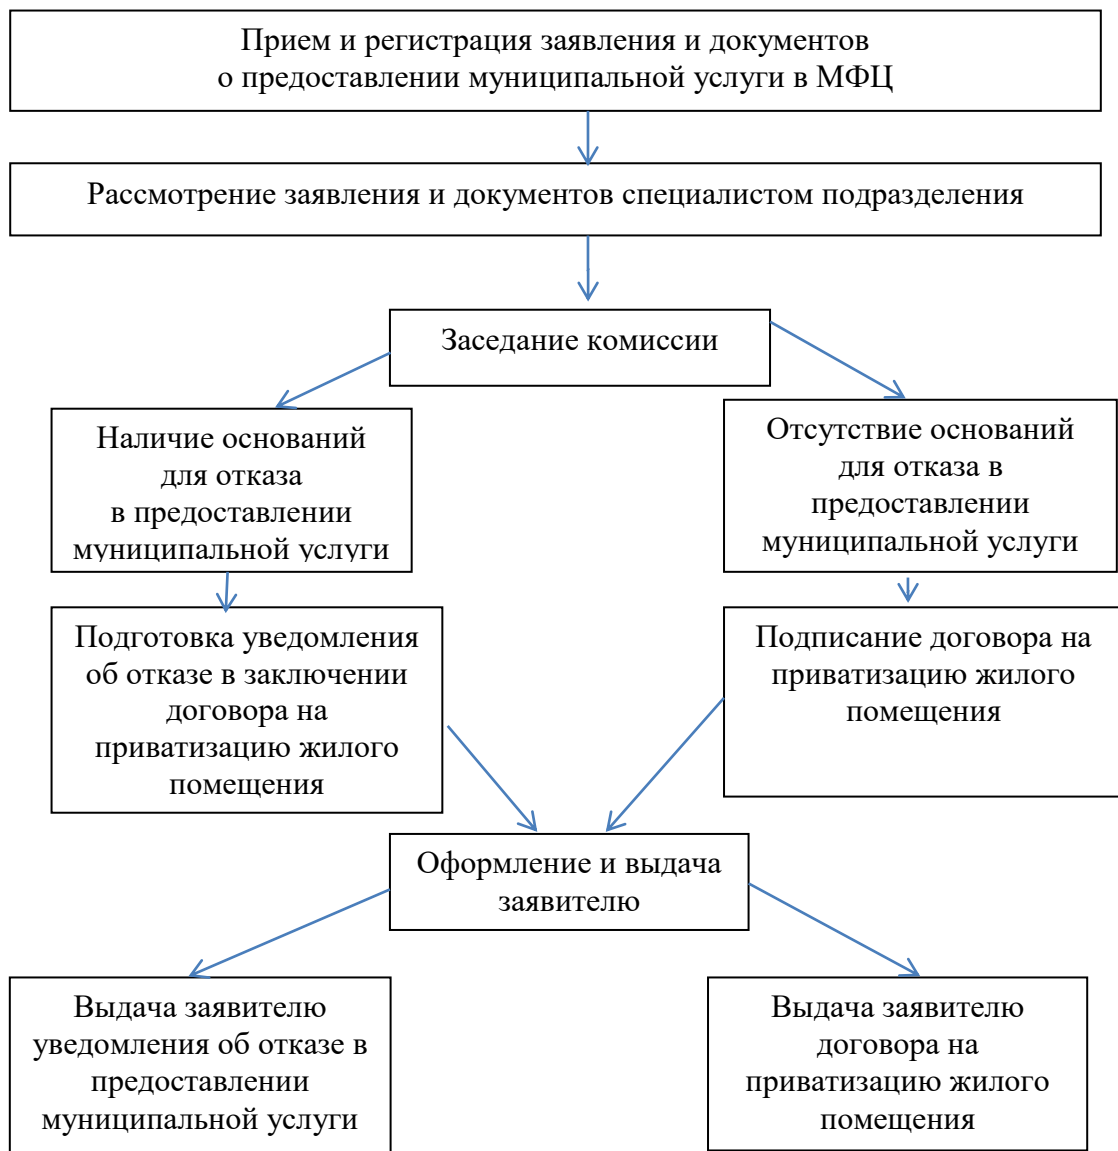 Прием и регистрация заявления и документов
о предоставлении муниципальной услуги в МФЦ
Рассмотрение заявления и документов специалистом подразделения
Заседание комиссии
Наличие оснований
для отказа
в предоставлении
муниципальной услуги
Отсутствие оснований
для отказа в
предоставлении
муниципальной услуги
Подготовка уведомления
об отказе в заключении
договора на
приватизацию жилого
помещения
Подписание договора на
приватизацию жилого
помещения
Оформление и выдача
заявителю
Выдача заявителю
уведомления об отказе в
предоставлении
муниципальной услуги
Выдача заявителю
договора на
приватизацию жилого
помещения